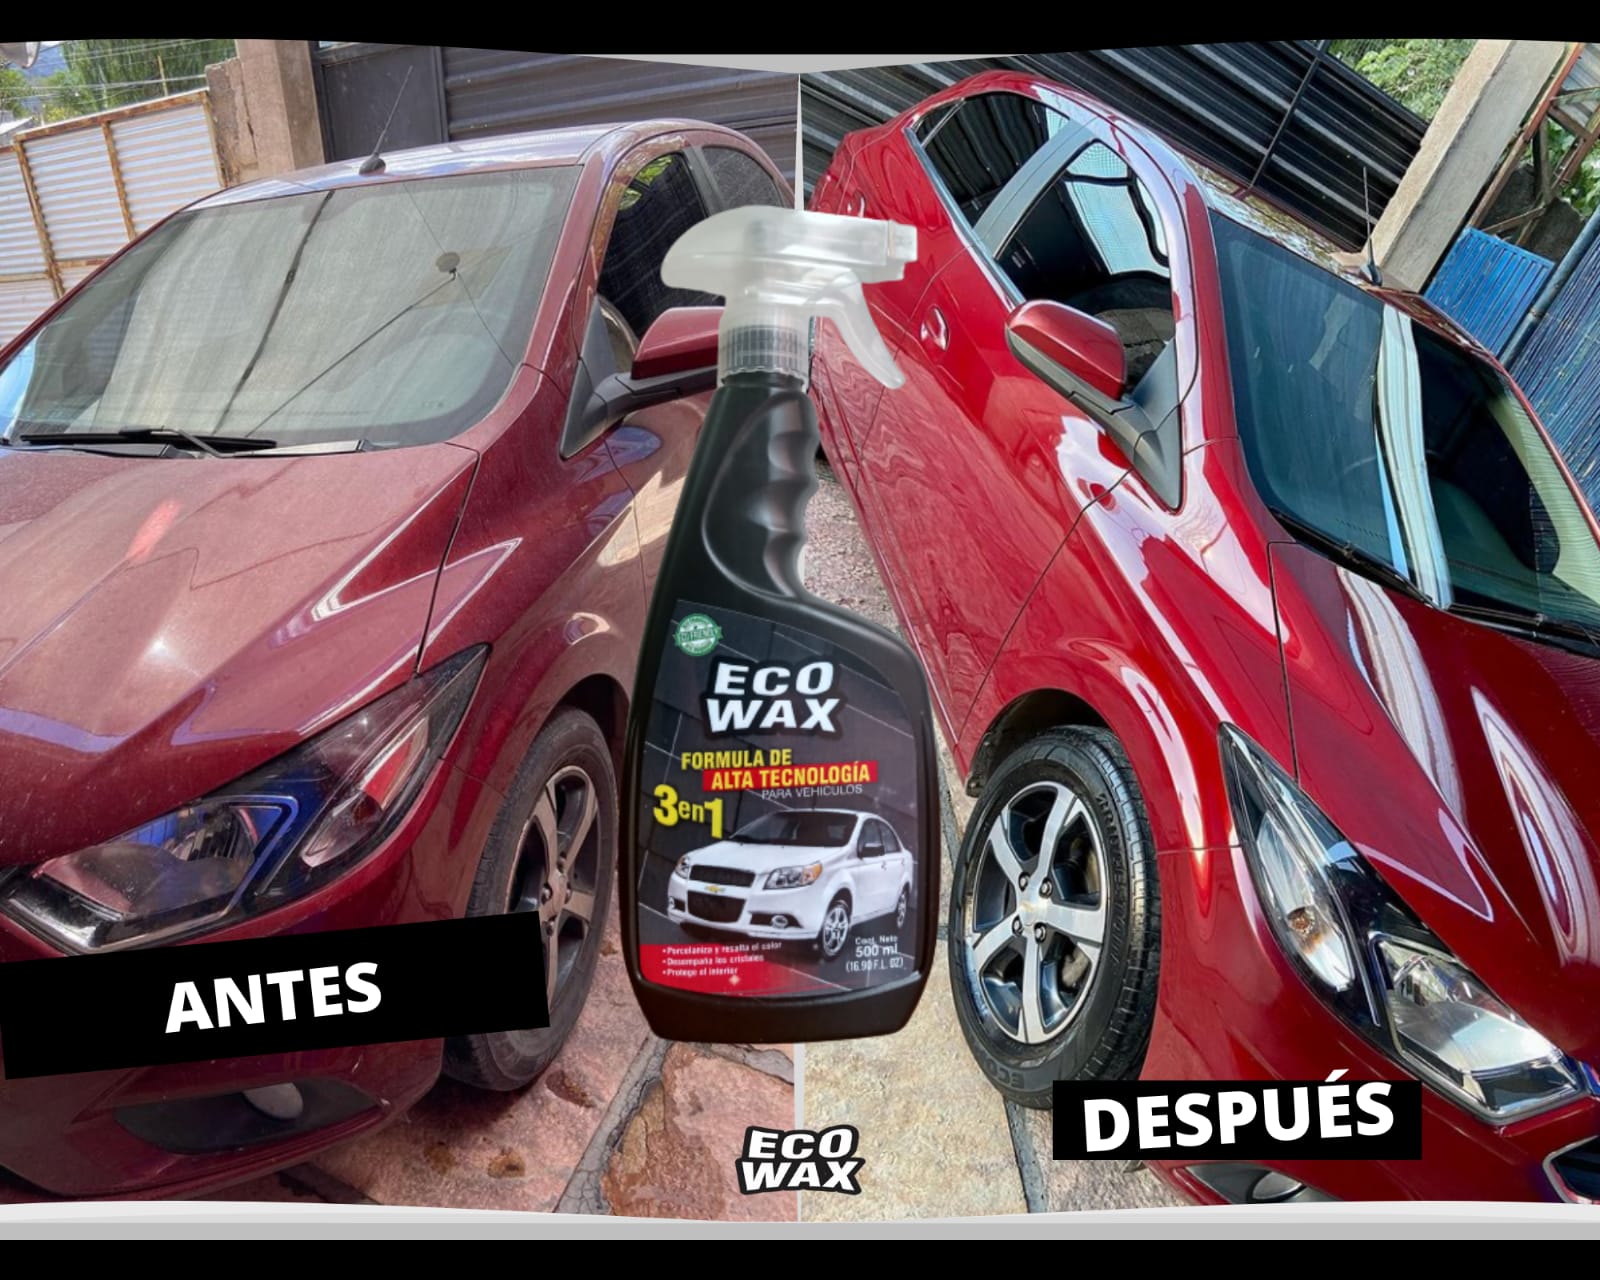 ECO
WAX
FORMULA DE
ALTA TECNOLOGÍA
PARA VEHICULOS
3en1
•Porcelaniza y resalta el color
•Desempaña los cristales
•Protege el interior
Cont. Neto
500 ml
(16.90 F.L. OZ)
ANTES
DESPUÉS
ECO
WAX